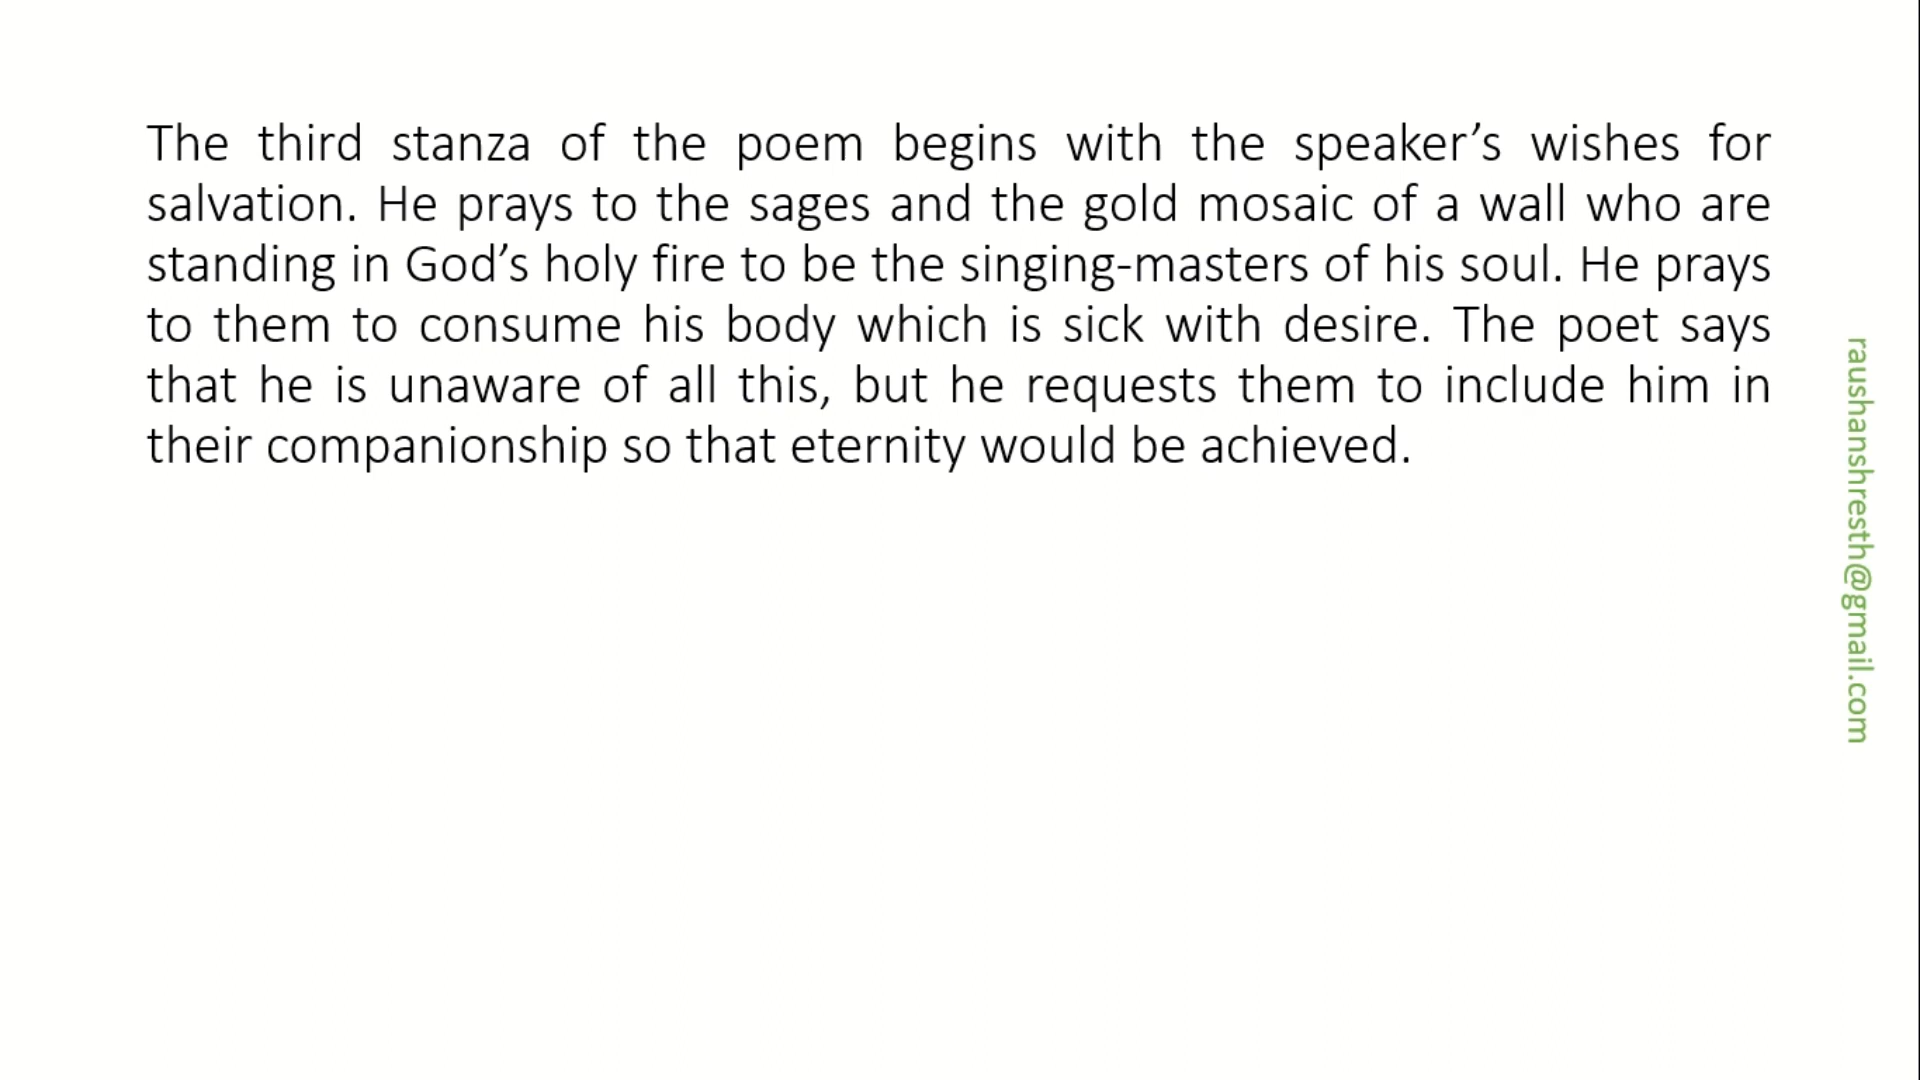 The third stanza of the poem begins with the speaker’s wishes for
salvation. He prays to the sages and the gold mosaic of a wall who are
standing in God’s holy fire to be the singing-masters of his soul. He prays
to them to consume his body which is sick with desire. The poet says
that he is unaware of all this, but he requests them to include him in
their companionship so that eternity would be achieved.
raushanshresth@gmail.com